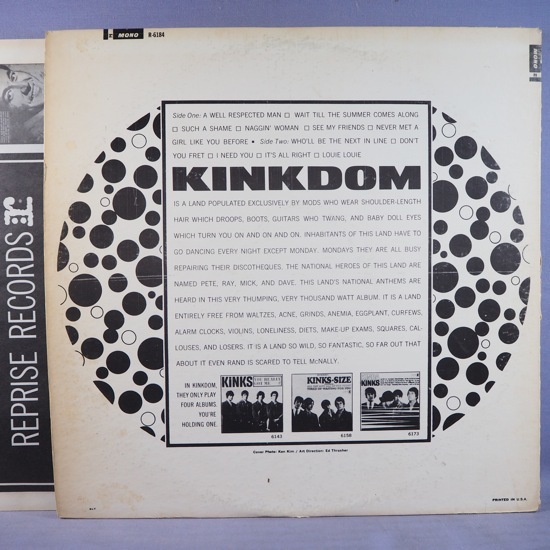 MONO R-6184
MONO
Side One: A WELL RESPECTED MAN □ WAIT TILL THE SUMMER COMES ALONG
□ SUCH A SHAME □ NAGGIN' WOMAN □ SEE MY FRIENDS □ NEVER MET A
GIRL LIKE YOU BEFORE • Side Two: WHO'LL BE THE NEXT IN LINE □ DON'T
YOU FRET □ I NEED YOU □ IT'S ALL RIGHT □ LOUIE LOUIE
KINKDOM
IS A LAND POPULATED EXCLUSIVELY BY MODS WHO WEAR SHOULDER-LENGTH
HAIR WHICH DROOPS, BOOTS, GUITARS WHO TWANG, AND BABY DOLL EYES
WHICH TURN YOU ON AND ON AND ON. INHABITANTS OF THIS LAND HAVE TO
GO DANCING EVERY NIGHT EXCEPT MONDAY. MONDAYS THEY ARE ALL BUSY
REPAIRING THEIR DISCOTHEQUES. THE NATIONAL HEROES OF THIS LAND ARE
NAMED PETE, RAY, MICK, AND DAVE. THIS LAND'S NATIONAL ANTHEMS ARE
HEARD IN THIS VERY THUMPING, VERY THOUSAND WATT ALBUM. IT IS A LAND
ENTIRELY FREE FROM WALTZES, ACNE, GRINDS, ANEMIA, EGGPLANT, CURFEWS,
ALARM CLOCKS, VIOLINS, LONELINESS, DIETS, MAKE-UP EXAMS, SQUARES, CAL-
LOUSES, AND LOSERS. IT IS A LAND SO WILD, SO FANTASTIC, SO FAR OUT THAT
ABOUT IT EVEN RAND IS SCARED TO TELL McNALLY.
IN KINKDOM,
THEY ONLY PLAY
FOUR ALBUMS.
YOU'RE
HOLDING ONE.
KINKS
YOU REALLY
GOT ME
6143
KINKS-SIZE
6158
KINKS
6173
Cover Photo: Ken Kim / Art Direction: Ed Thrasher
PRINTED IN U.S.A.
REPRISE RECORDS r: